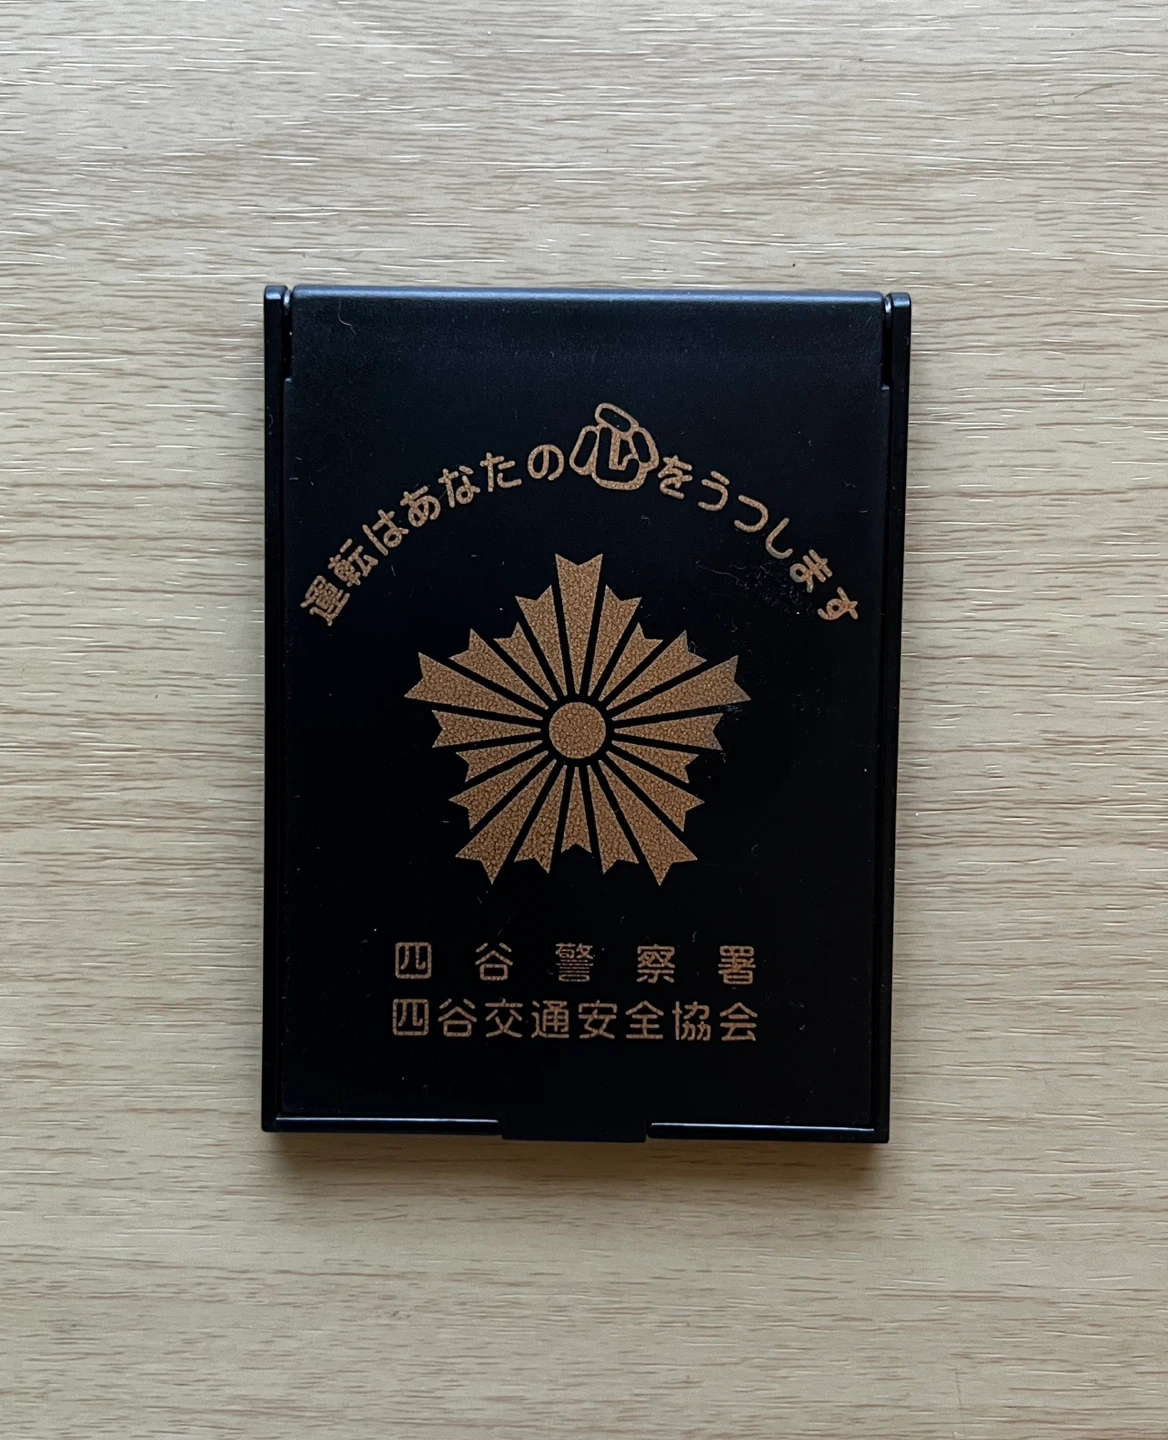 運転はあなたの心をうつします
四谷警察署
四谷交通安全協会